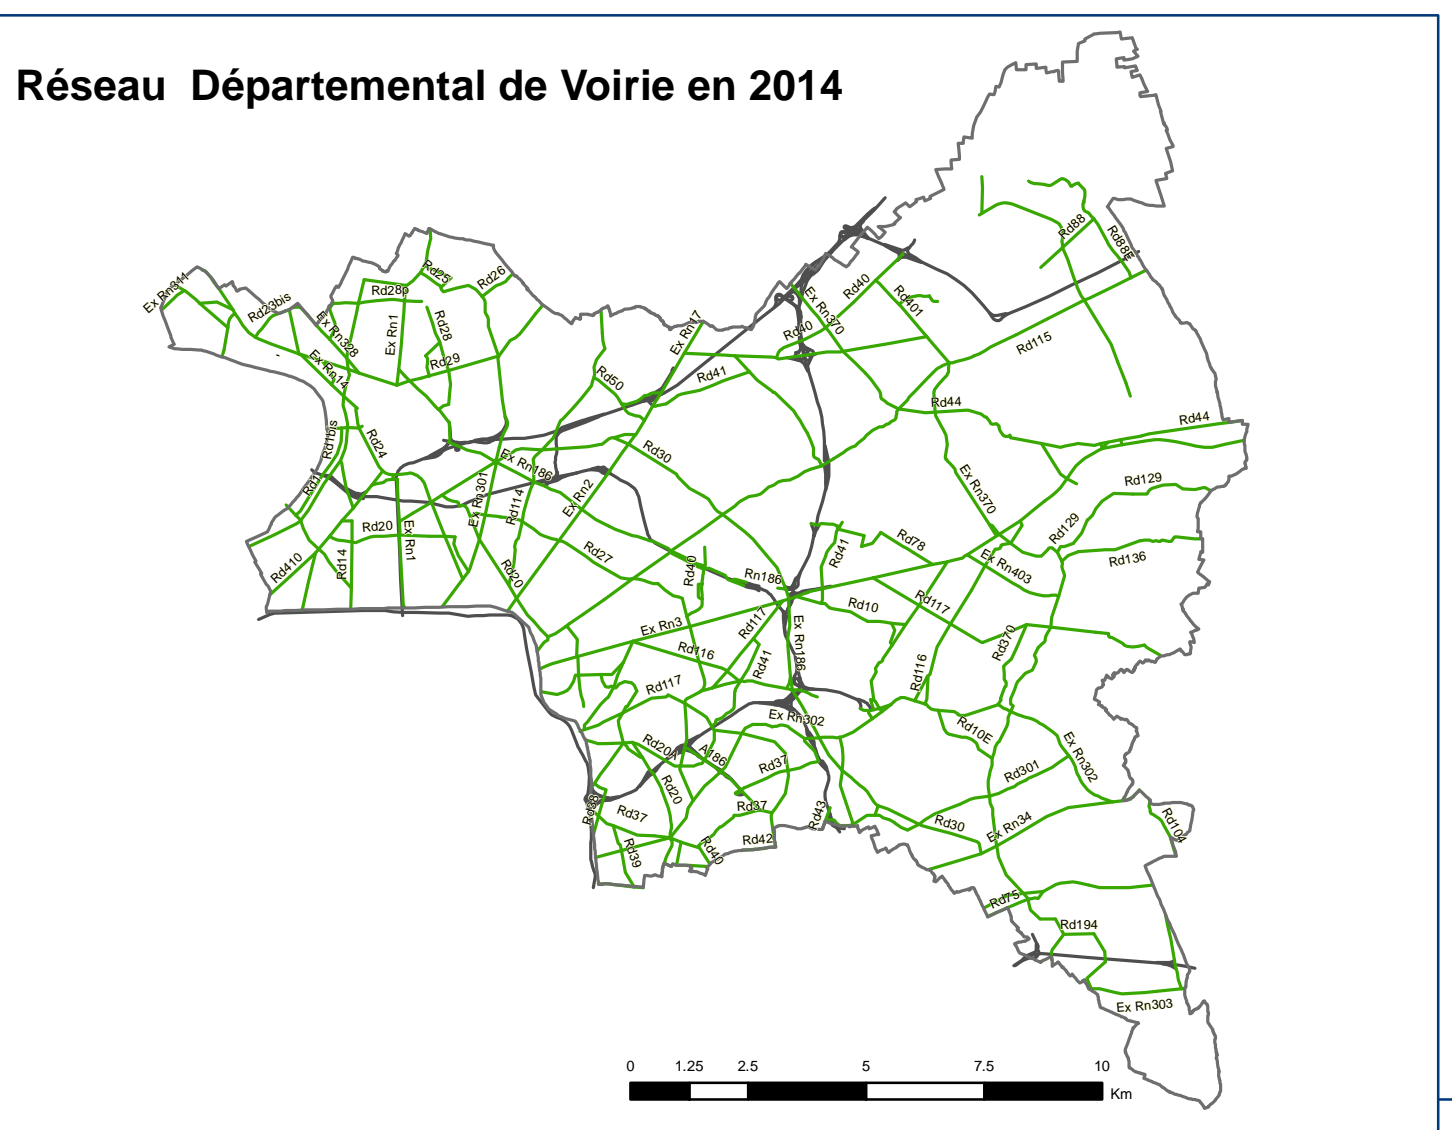 Réseau  Départemental de Voirie en 2014
Rd88
Rd88E
Rd25
Rd26
Ex Rn311
Rd28p
Rd23bis
Rd40
Rd401
Ex Rn370
Ex Rn328
Ex Rn1
Rd28
Ex Rn17
Rd40
Rd115
Rd29
Ex Rn14
Rd50
Rd41
Rd44
Rd44
Rd1bis
Rd24
Rd30
Ex Rn186
Rd1
Ex Rn301
Rd114
Ex Rn2
Ex Rn370
Rd129
Rd20
Ex Rn1
Rd129
Rd14
Rd27
Rd41
Rd78
Rd136
Rd410
Rd20
Rd40
Rn186
Ex Rn403
Rd10
Rd117
Ex Rn3
Rd117
Ex Rn186
Rd370
Rd116
Rd41
Rd116
Rd117
Ex Rn302
Rd10E
Rd20A
A186
Rd37
Ex Rn302
Rd301
Rd20
Rd38
Rd37
Rd37
Rd43
Rd30
Ex Rn34
Rd104
Rd39
Rd40
Rd42
Rd75
Rd194
Ex Rn303
0 1.25 2.5 5 7.5 10
Km